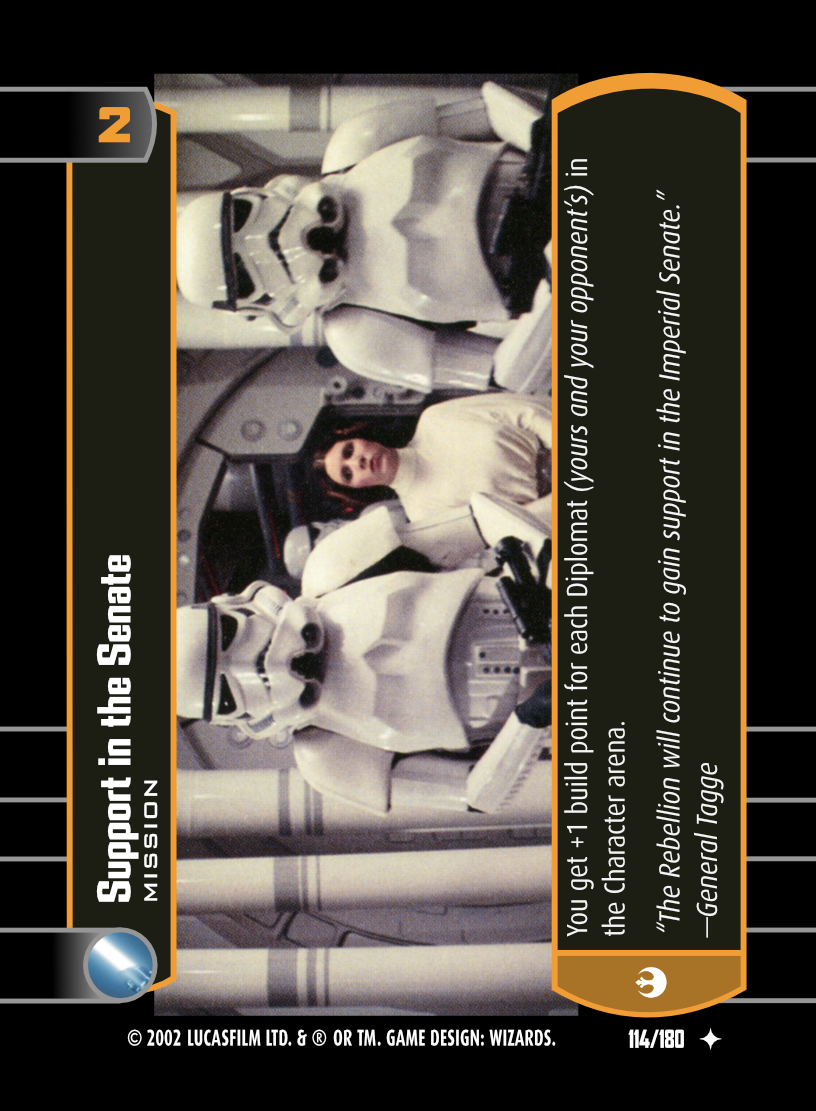 Support in the Senate
2
MISSION
You get +1 build point for each Diplomat (yours and your opponent's) in
the Character arena.
“The Rebellion will continue to gain support in the Imperial Senate.”
—General Tagge
© 2002 LUCASFILM LTD. & ® OR TM. GAME DESIGN: WIZARDS.
114/180